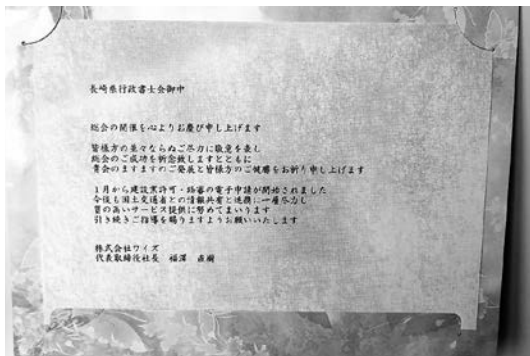 長崎県行政書士会御中
総会の開催を心よりお慶び申し上げます
皆様方の並々ならぬご尽力に敬意を表し
総会のご成功を祈念致しますとともに
貴会のますますのご発展と皆様方のご健勝をお祈り申し上げます
1月から建設業許可・経審の電子申請が開始されました
今後も国土交通省との情報共有と連携に一層尽力し
質の高いサービス提供に努めてまいります
引き続きご指導を賜りますようお願いいたします
株式会社ワイズ
代表取締役社長 福澤 直樹